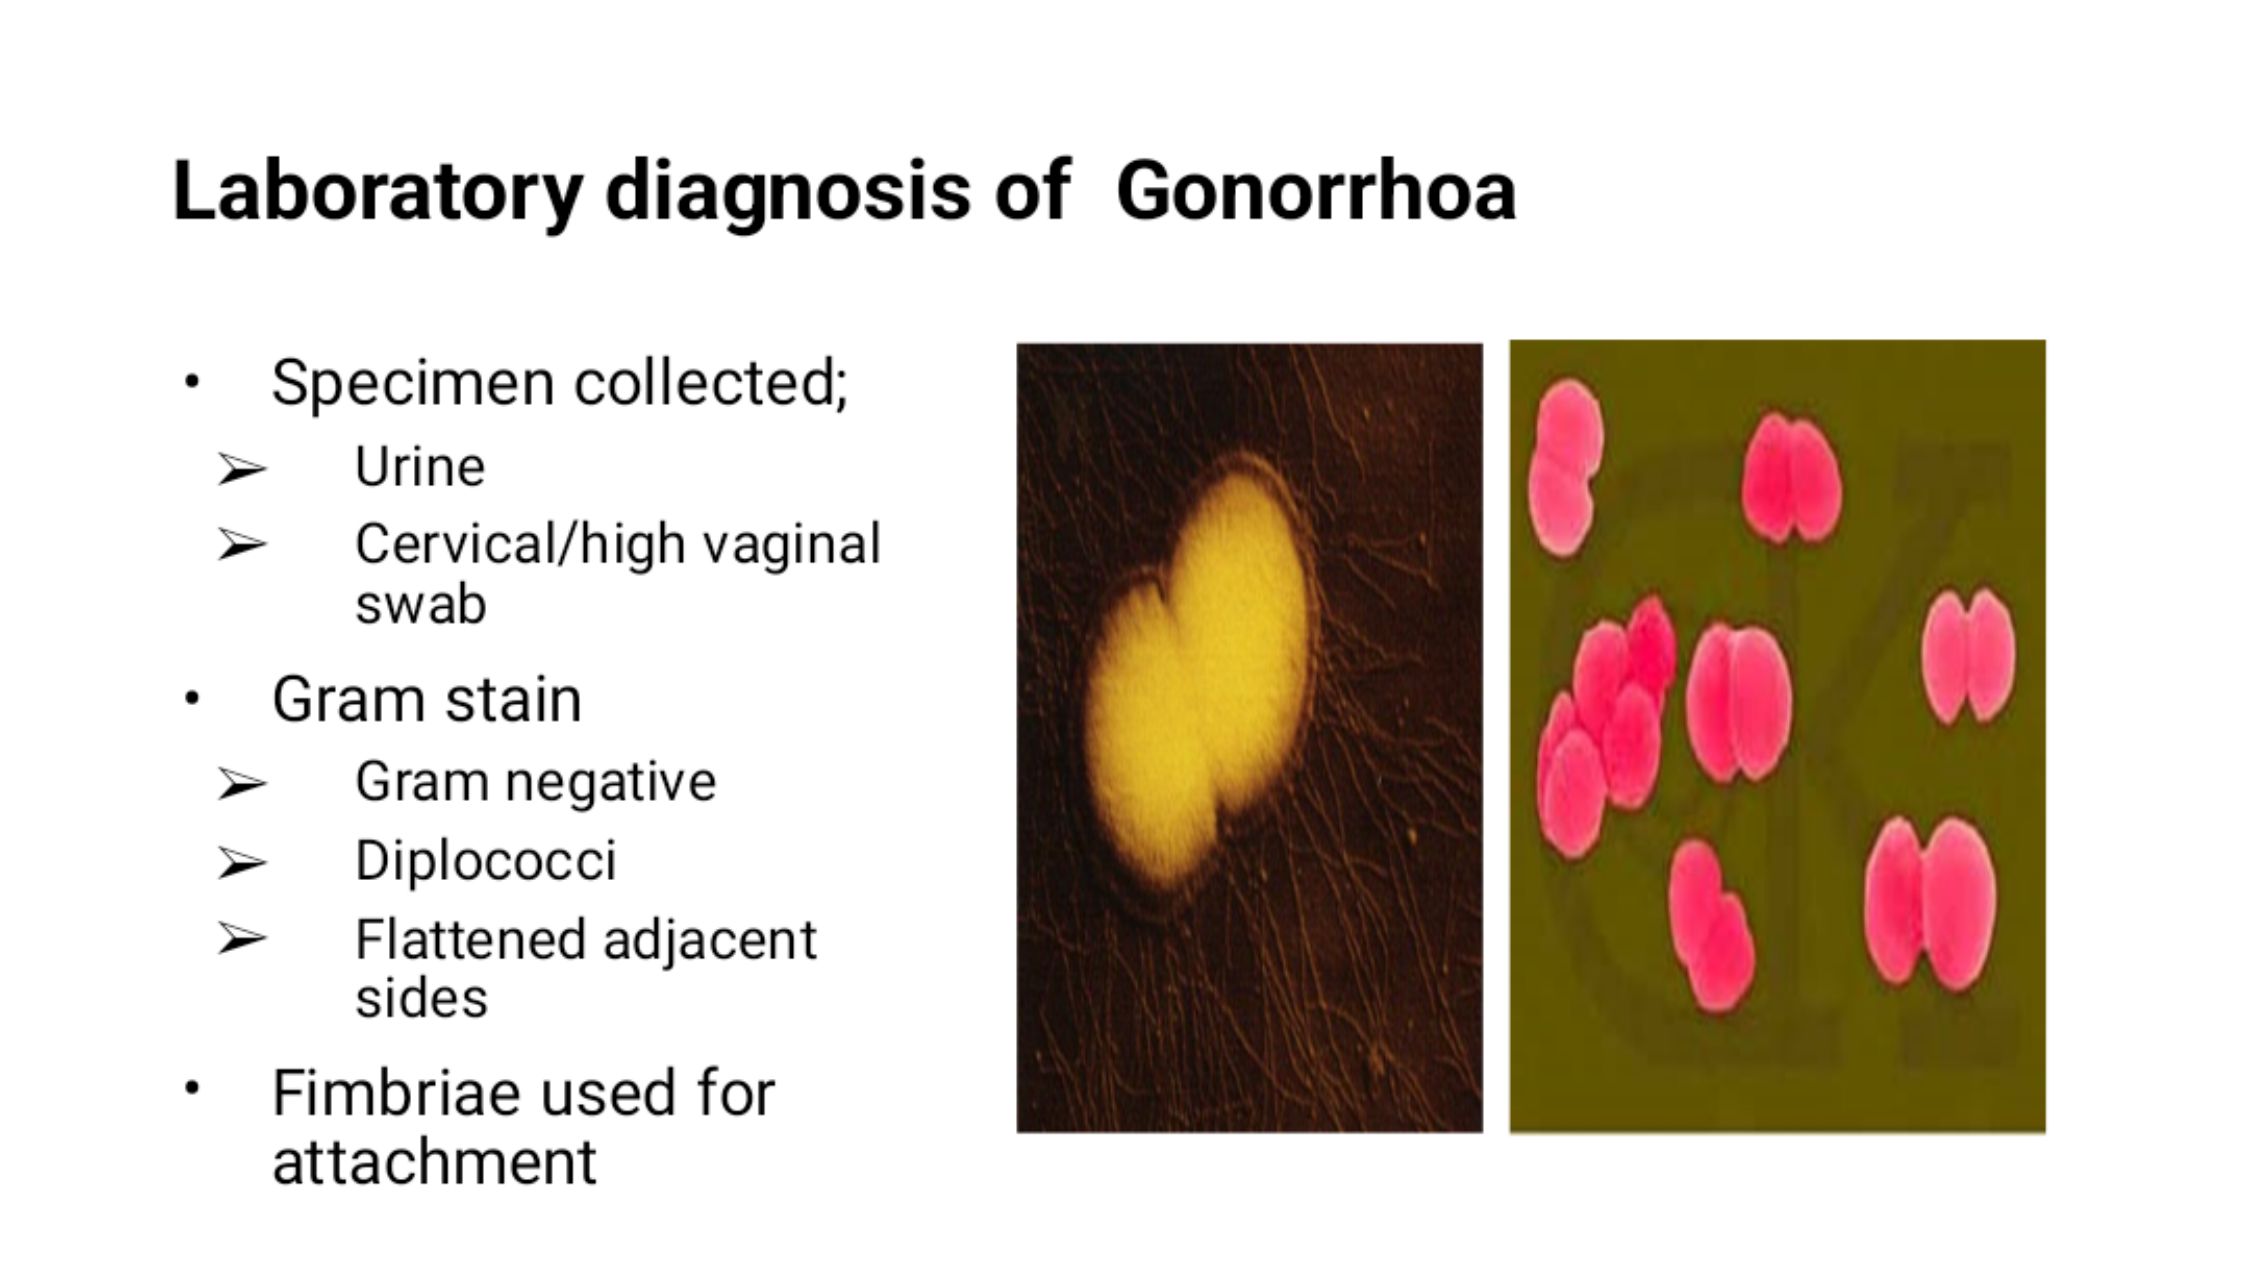 Laboratory diagnosis of  Gonorrhoa
• Specimen collected;
➢ Urine
➢ Cervical/high vaginal
swab
• Gram stain
➢ Gram negative
➢ Diplococci
➢ Flattened adjacent
sides
• Fimbriae used for
attachment